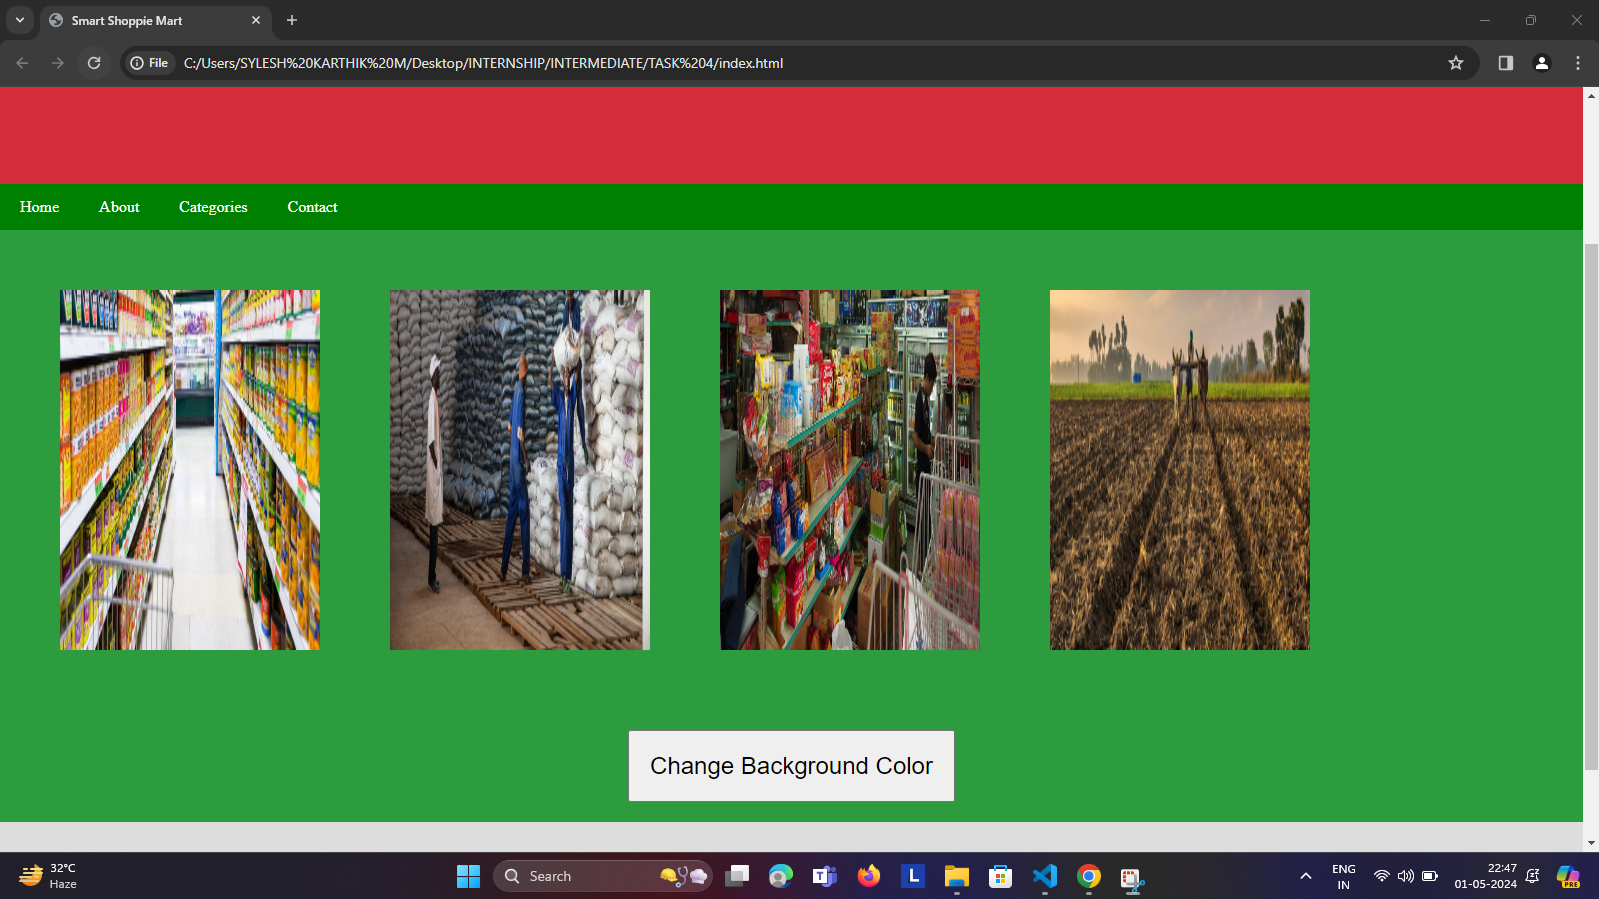 Smart Shoppie Mart
File C:/Users/SYLESH%20KARTHIK%20M/Desktop/INTERNSHIP/INTERMEDIATE/TASK%204/index.html
Home About Categories Contact
Change Background Color
32°C
Haze
Search
T
L
PRE
ENG
IN
22:47
01-05-2024